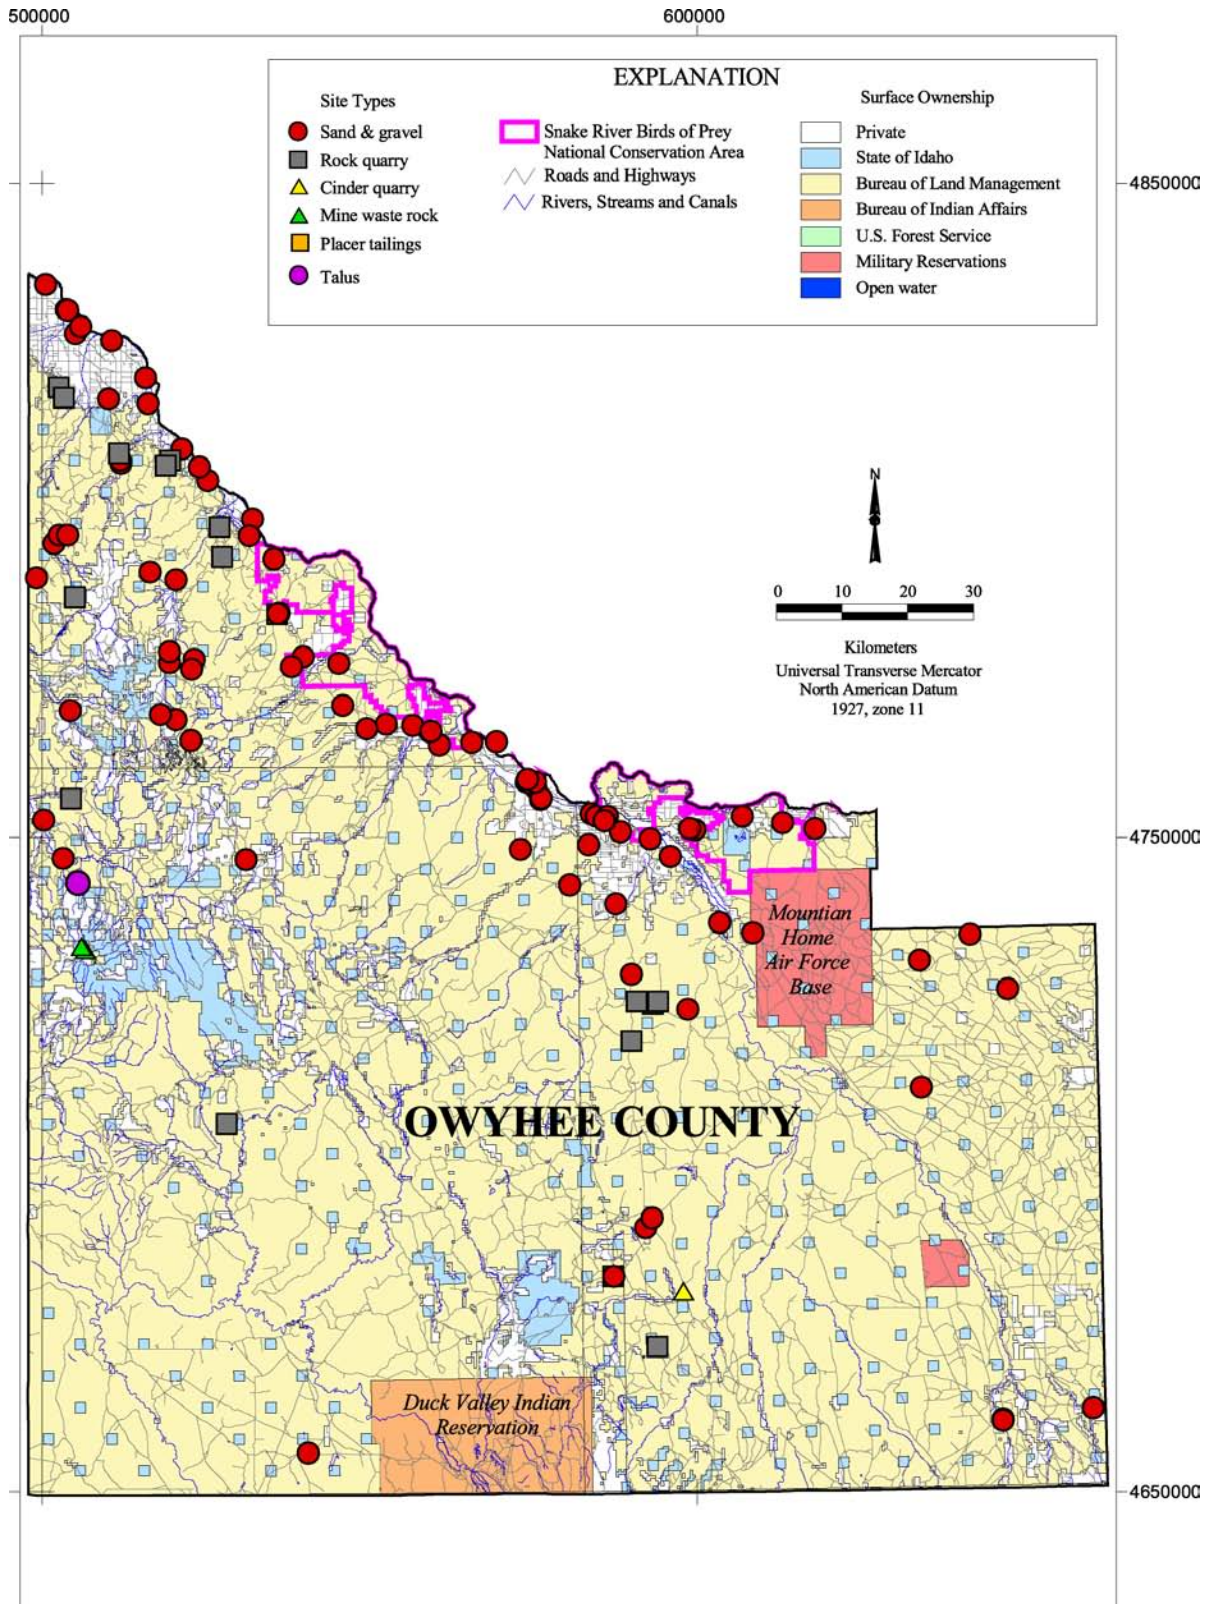 500000
600000
EXPLANATION
Site Types
Sand & gravel
Rock quarry
Cinder quarry
Mine waste rock
Placer tailings
Talus
Snake River Birds of Prey
National Conservation Area
Roads and Highways
Rivers, Streams and Canals
Surface Ownership
Private
State of Idaho
Bureau of Land Management
Bureau of Indian Affairs
U.S. Forest Service
Military Reservations
Open water
4850000
N
0 10 20 30
Kilometers
Universal Transverse Mercator
North American Datum
1927, zone 11
4750000
Mountian
Home
Air Force
Base
OWYHEE COUNTY
Duck Valley Indian
Reservation
4650000